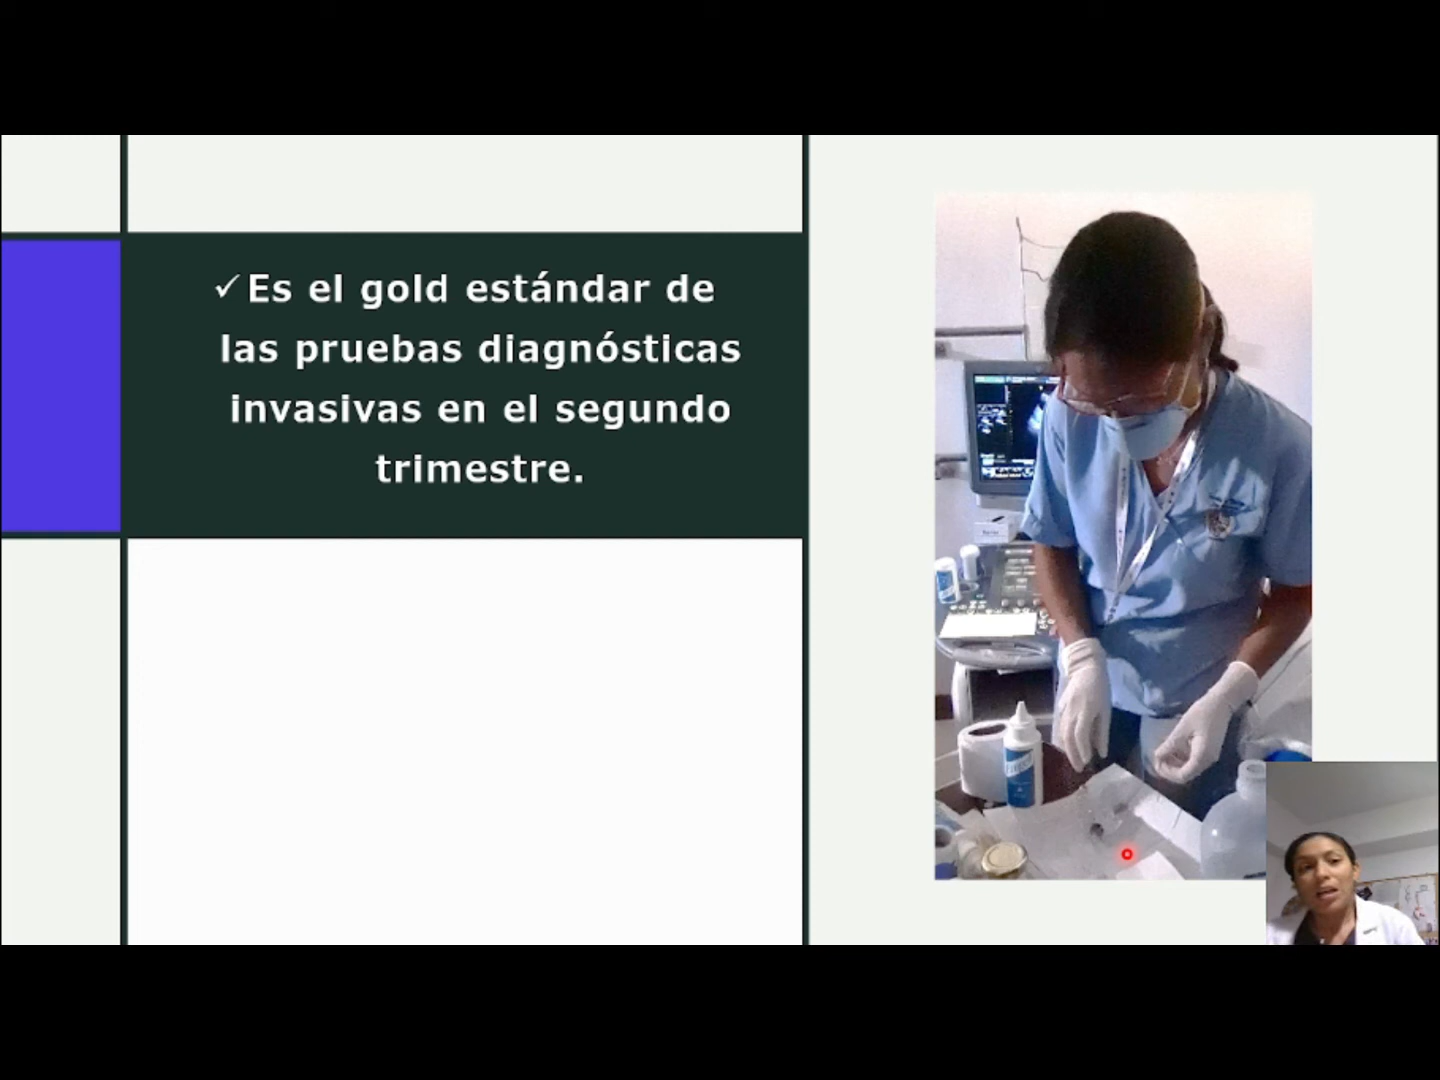 ✓Es el gold estándar de
las pruebas diagnósticas
invasivas en el segundo
trimestre.